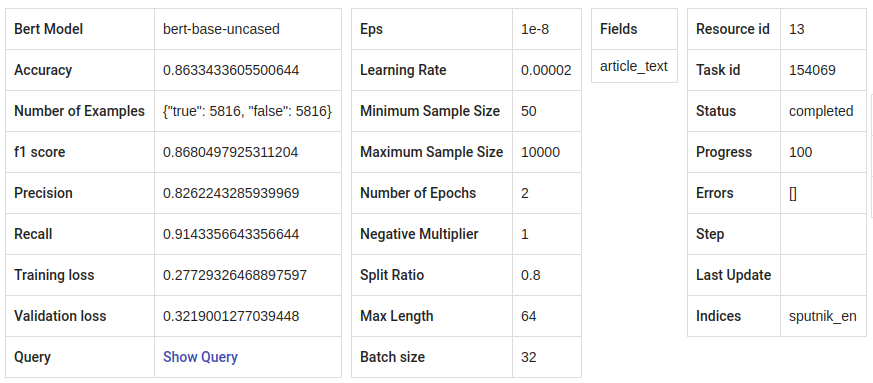 Bert Model bert-base-uncased
Accuracy 0.8633433605500644
Number of Examples {"true": 5816, "false": 5816}
f1 score 0.8680497925311204
Precision 0.8262243285939969
Recall 0.9143356643356644
Training loss 0.27729326468897597
Validation loss 0.3219001277039448
Query Show Query
Eps 1e-8
Learning Rate 0.00002
Minimum Sample Size 50
Maximum Sample Size 10000
Number of Epochs 2
Negative Multiplier 1
Split Ratio 0.8
Max Length 64
Batch size 32
Fields
article_text
Resource id 13
Task id 154069
Status completed
Progress 100
Errors []
Step
Last Update
Indices sputnik_en